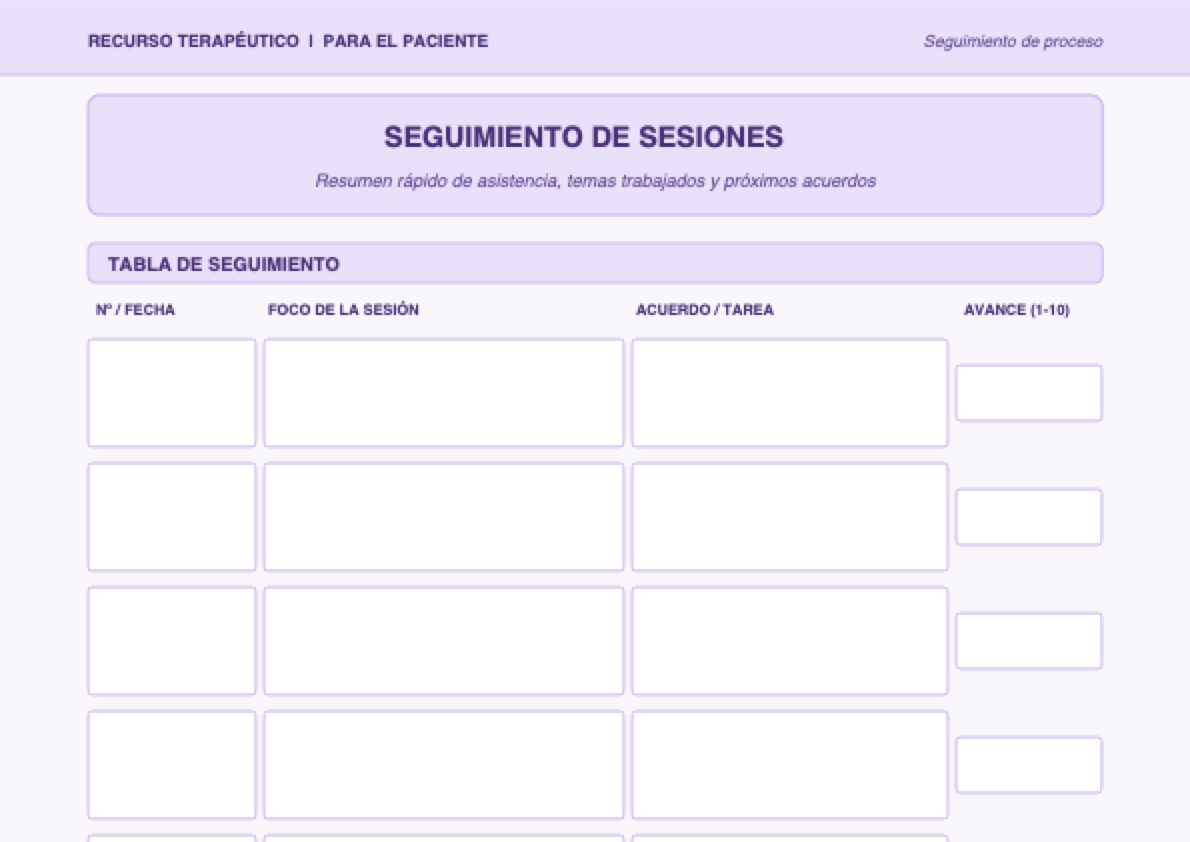 RECURSO TERAPÉUTICO | PARA EL PACIENTE
Seguimiento de proceso
SEGUIMIENTO DE SESIONES
Resumen rápido de asistencia, temas trabajados y próximos acuerdos
TABLA DE SEGUIMIENTO
Nº / FECHA
FOCO DE LA SESIÓN
ACUERDO / TAREA
AVANCE (1-10)